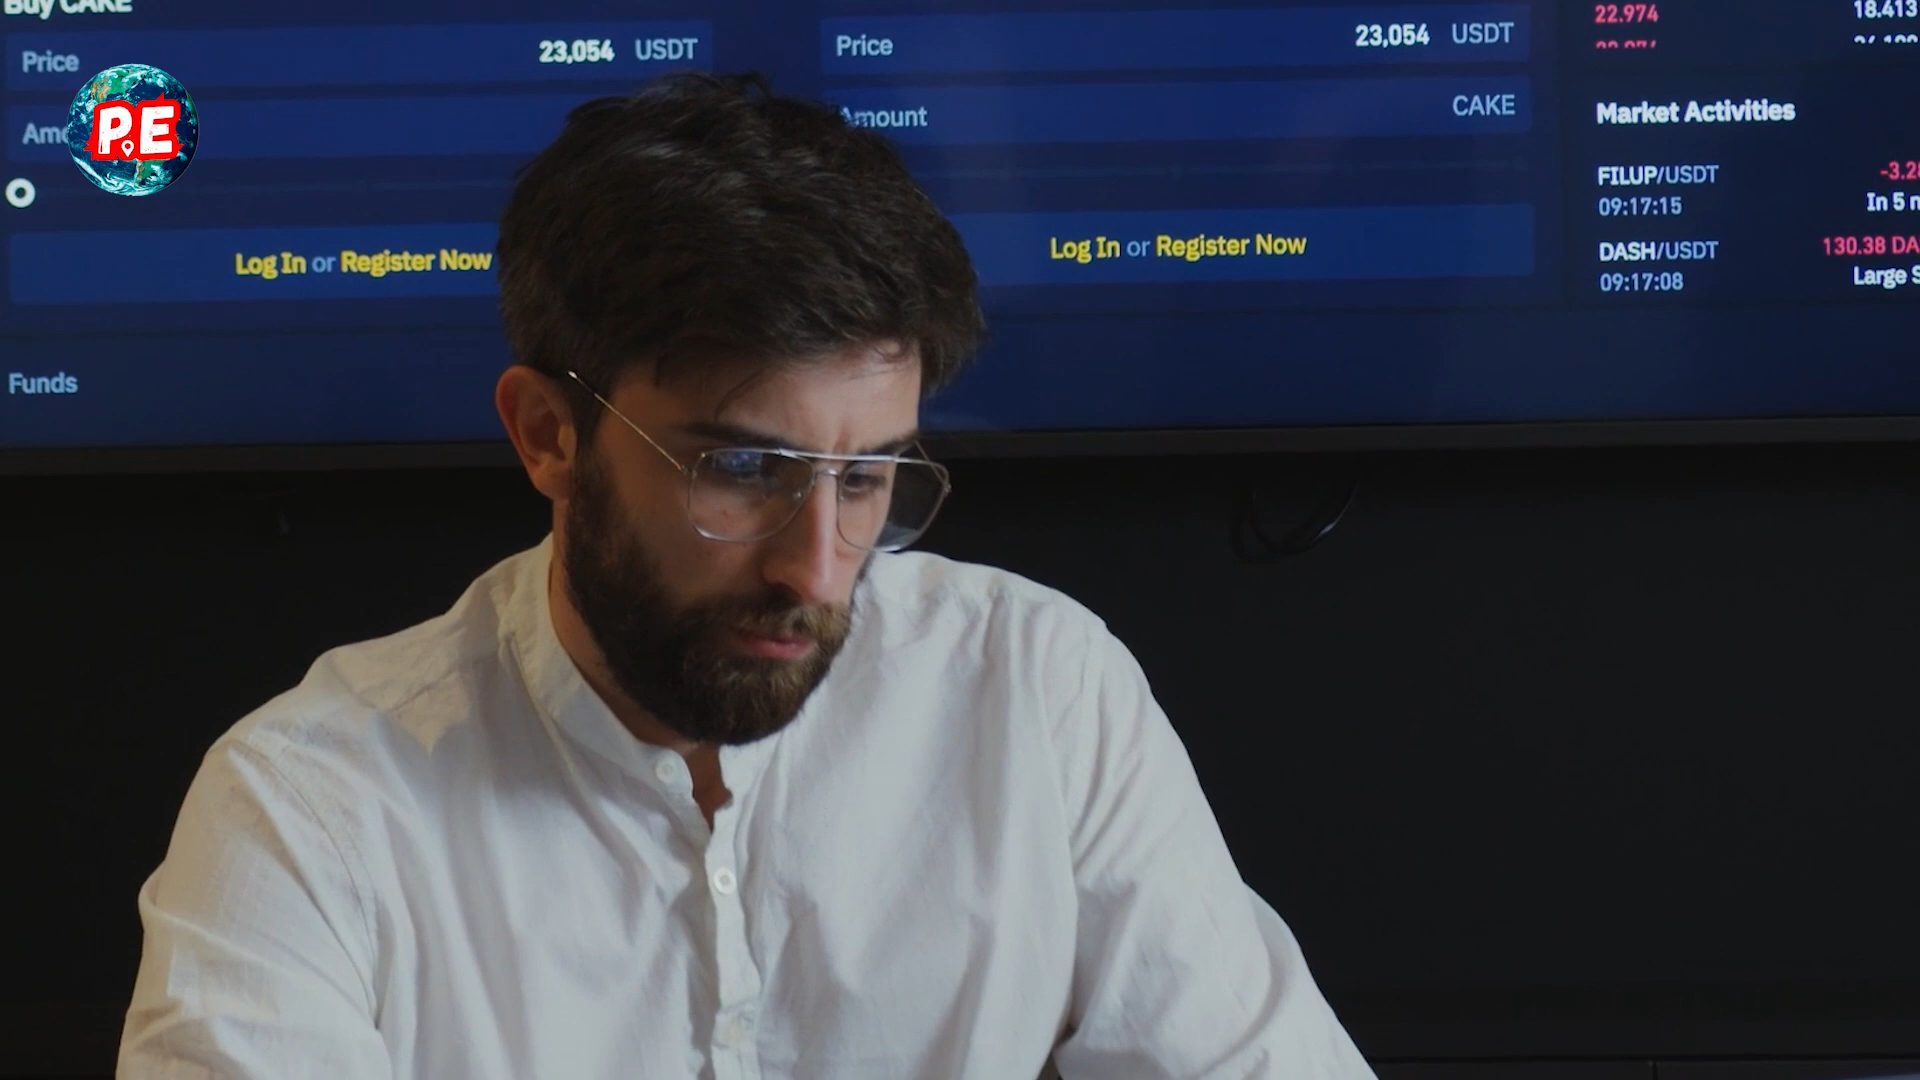 Buy CAKE
Price 23,054 USDT
P.E
Log In or Register Now
Funds
Price 23,054 USDT
Amount CAKE
Log In or Register Now
22.974
18.413
Market Activities
FILUP/USDT
09:17:15
In 5
DASH/USDT 130.38
09:17:08 Large